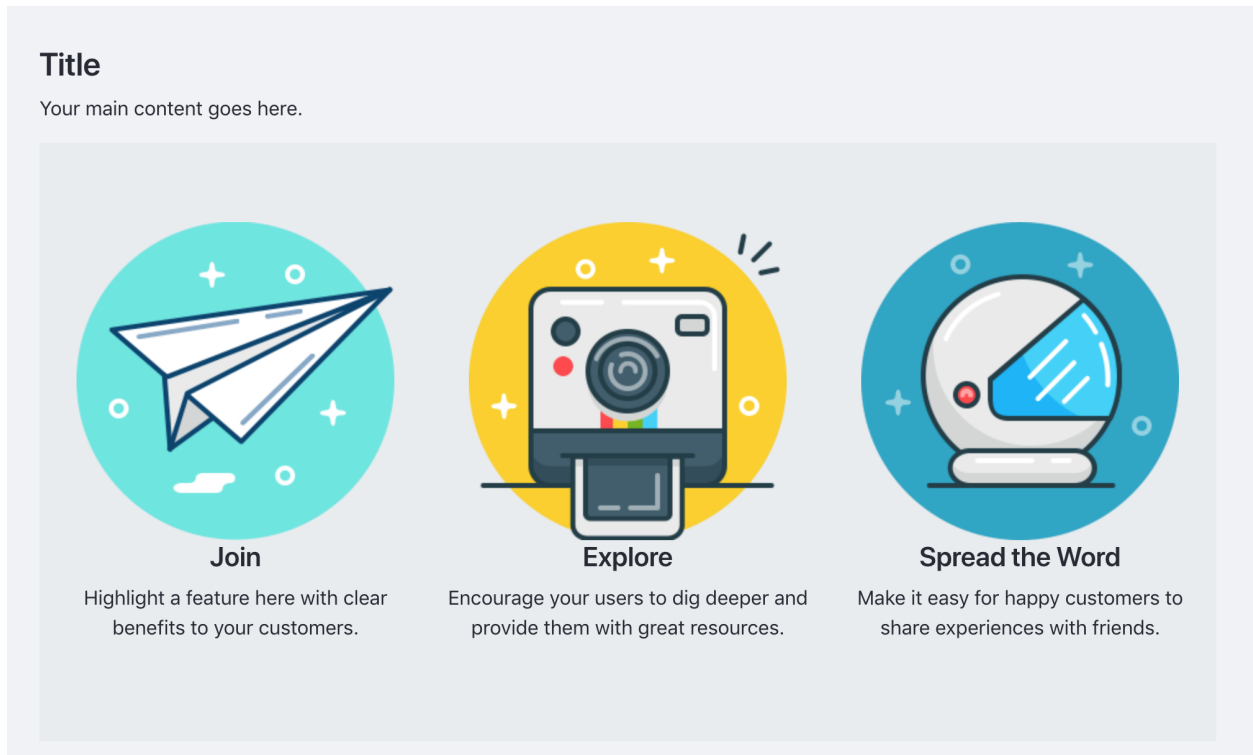 Title
Your main content goes here.
Join
Highlight a feature here with clear
benefits to your customers.
Explore
Encourage your users to dig deeper and
provide them with great resources.
Spread the Word
Make it easy for happy customers to
share experiences with friends.